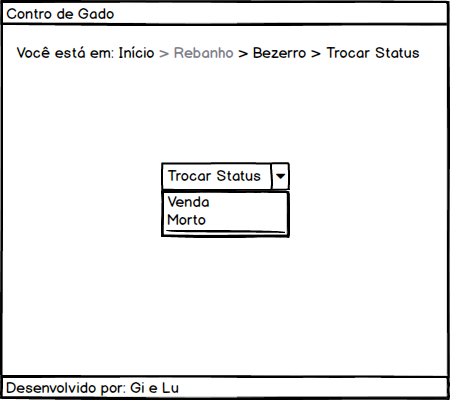 Contro de Gado
Você está em: Início > Rebanho > Bezerro > Trocar Status
Trocar Status
Venda
Morto
Desenvolvido por: Gi e Lu